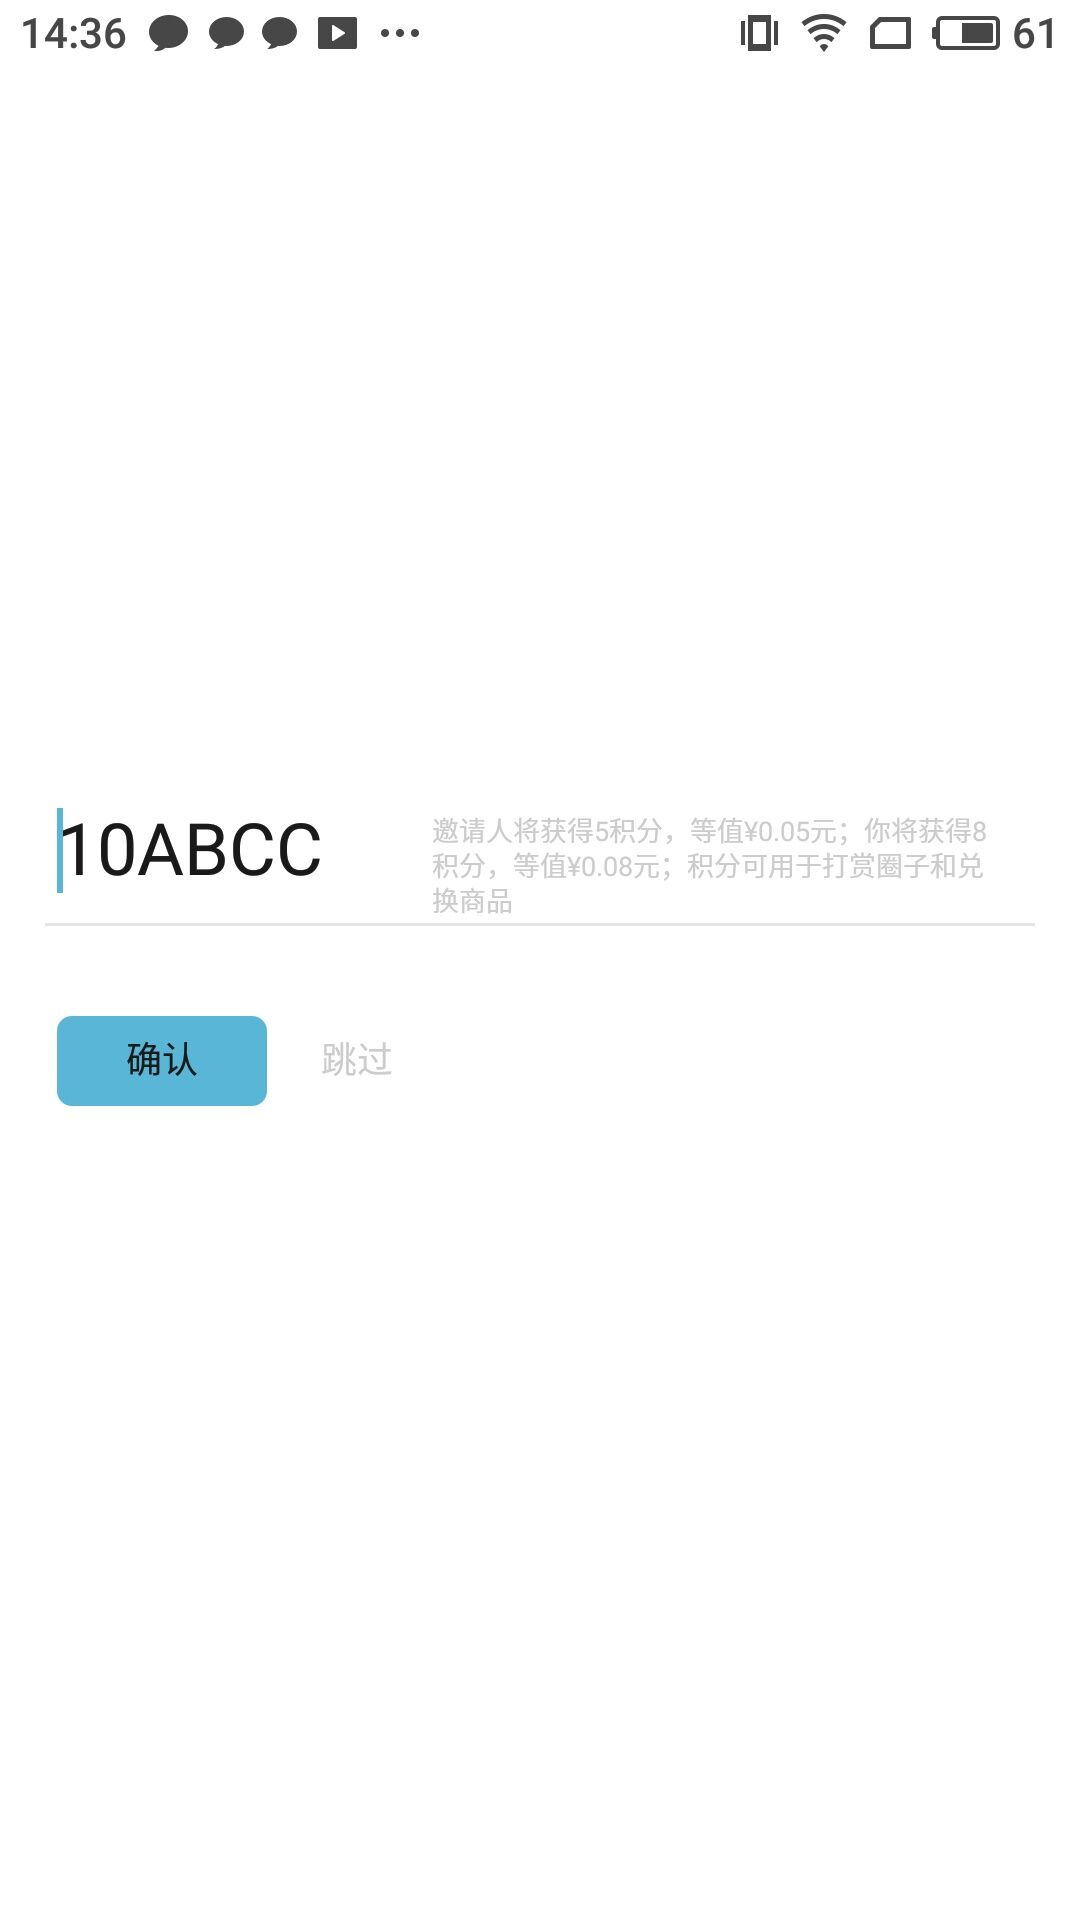 14:36
61
10ABCC
邀请人将获得5积分，等值¥0.05元；你将获得8
积分，等值¥0.08元；积分可用于打赏圈子和兑
换商品
确认 跳过